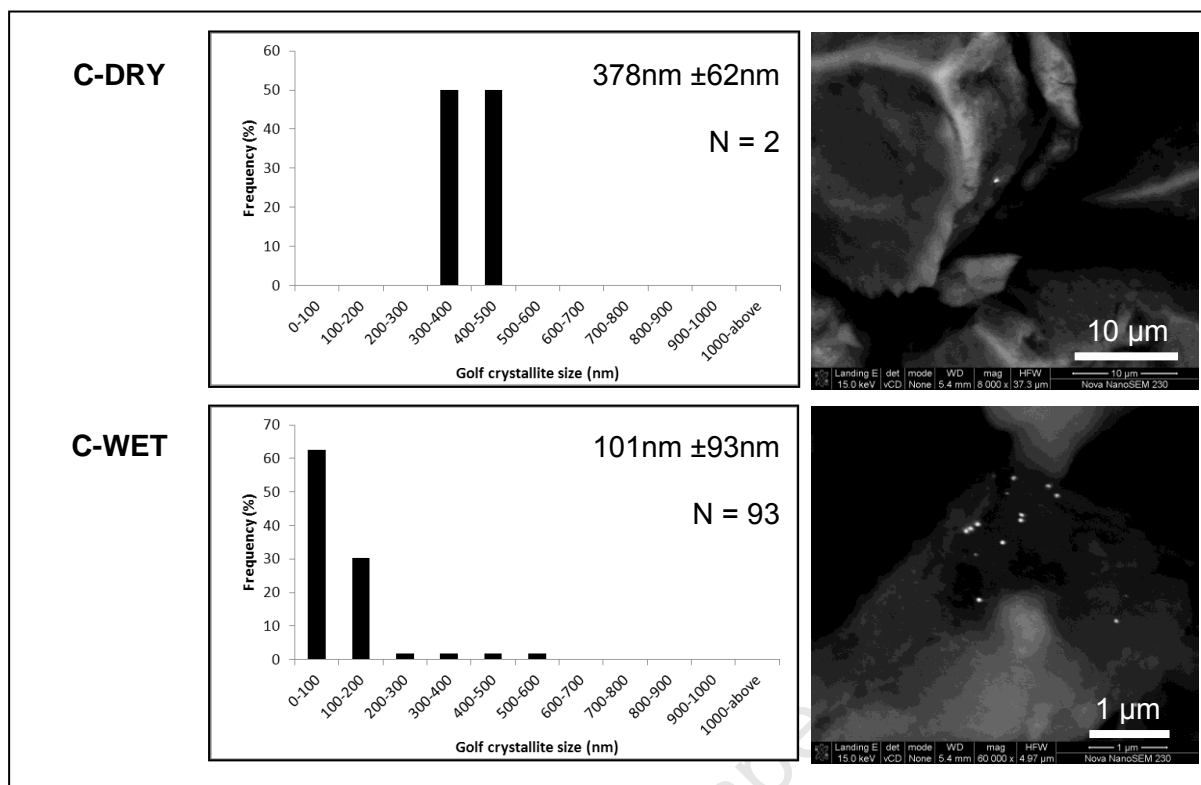 C-DRY
378nm ±62nm
N = 2
Frequency (%)
60
50
40
30
20
10
0
0-100
100-200
200-300
300-400
400-500
500-600
600-700
700-800
800-900
900-1000
1000-above
Golf crystallite size (nm)
10 µm
Landing E det mode WD mag HFW 10 µm
15.0 keV vCD None 5.4 mm 8 000 x 37.3 µm Nova NanoSEM 230
C-WET
101nm ±93nm
N = 93
Frequency (%)
70
60
50
40
30
20
10
0
0-100
100-200
200-300
300-400
400-500
500-600
600-700
700-800
800-900
900-1000
1000-above
Golf crystallite size (nm)
1 µm
Landing E det mode WD mag HFW 1 µm
15.0 keV vCD None 5.4 mm 60 000 x 4.97 µm Nova NanoSEM 230